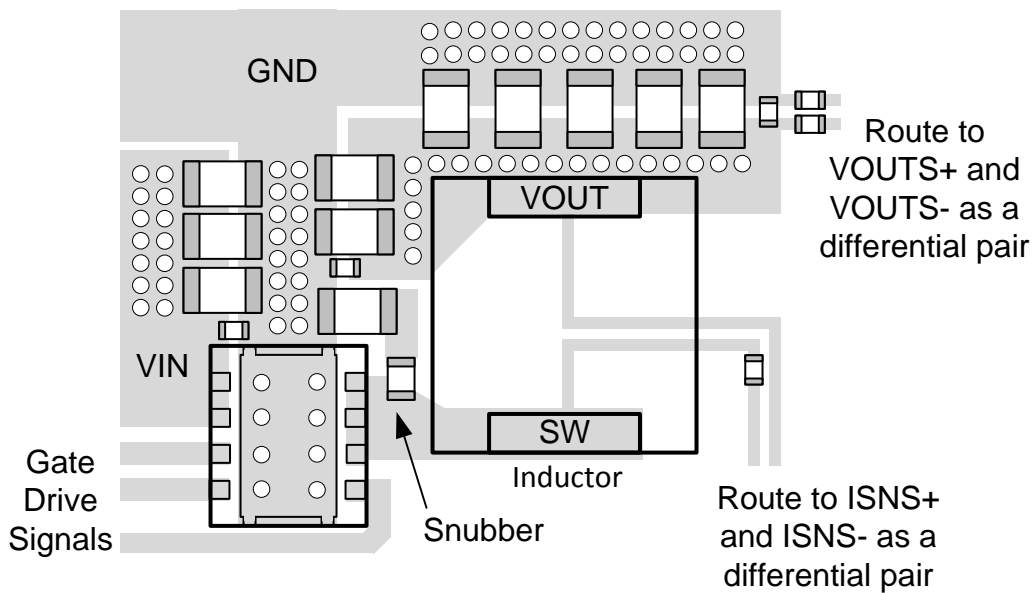 GND
Route to
VOUTS+ and
VOUTS- as a
differential pair
VOUT
VIN
SW
Inductor
Gate
Drive
Signals
Snubber
Route to ISNS+
and ISNS- as a
differential pair